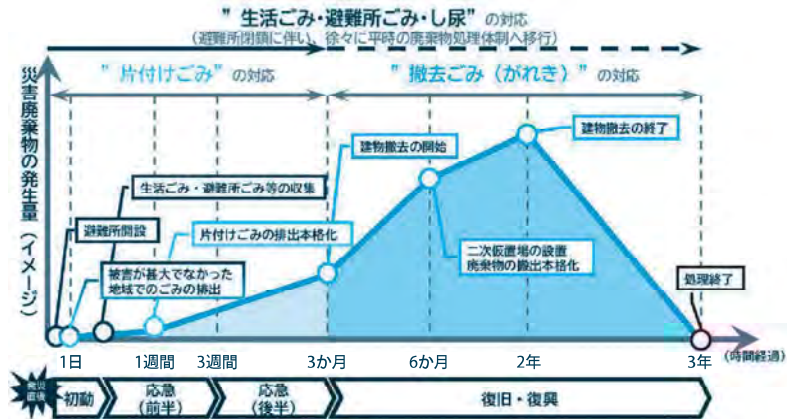 ”生活ごみ・避難所ごみ・し尿”の対応
(避難所閉鎖に伴い、徐々に平時の廃棄物処理体制へ移行)
”片付けごみ”の対応
”撤去ごみ(がれき)”の対応
災害廃棄物の発生量(イメージ)
建物撤去の終了
建物撤去の開始
生活ごみ・避難所ごみ等の収集
避難所開設
片付けごみの排出本格化
二次仮置場の設置
廃棄物の搬出本格化
被害が甚大でなかった
地域でのごみの排出
処理終了
1日
1週間
3週間
3か月
6か月
2年
3年
(時間経過)
発災
直後
初動
応急
(前半)
応急
(後半)
復旧・復興